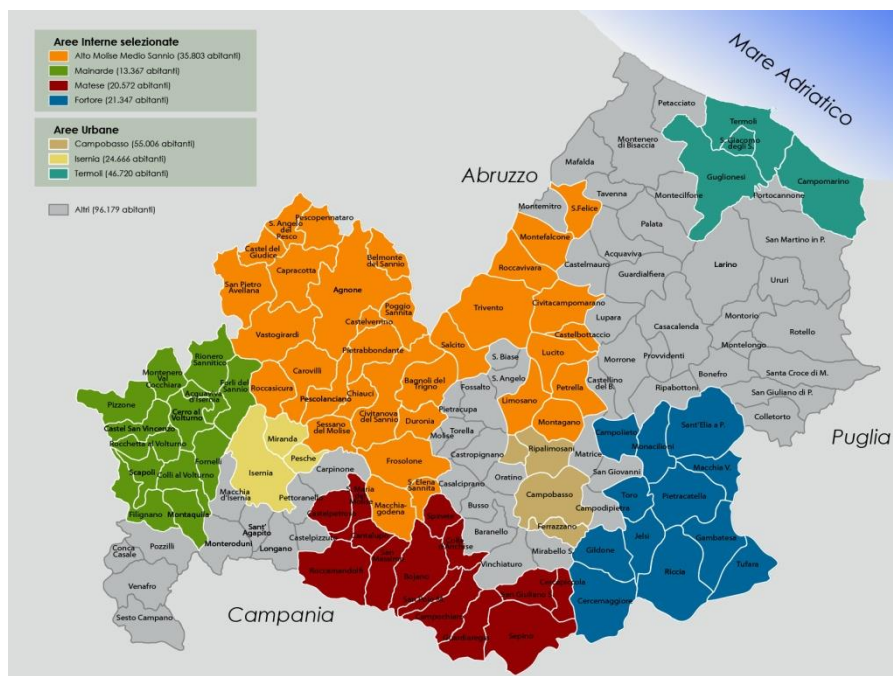 Aree Interne selezionate
Alto Molise Medio Sannio (35.803 abitanti)
Mainarde (13.367 abitanti)
Matese (20.572 abitanti)
Fortore (21.347 abitanti)
Aree Urbane
Campobasso (55.006 abitanti)
Isernia (24.666 abitanti)
Termoli (46.720 abitanti)
Altri (96.179 abitanti)
Mare Adriatico
Abruzzo
Puglia
Campania
Petacciato
Termoli
S. Giacomo
degli S.
Montenero
di Bisaccia
Guglionesi
Campomarino
Portocannone
Mafalda
Tavenna
Montecilfone
Montemitro
S.Felice
Palata
San Martino in P.
Montefalcone
Acquaviva
Larino
Roccavivara
Castelmauro
Guardialfiera
Ururi
Trivento
Civitacampomarano
Lupara
Montorio
Rotello
Casacalenda
Castelbottaccio
Montelongo
Salcito
Lucito
Morrone
Provvidenti
Bonefro
Santa Croce di M.
S. Biase
S. Angelo
Fossalto
Petrella
Castellino
del B.
Ripabottoni
San Giuliano di P.
Limosano
Colletorto
Pietracupa
Montagano
Campolieto
Monacilioni
Sant'Elia a P.
Torella
Molise
Castropignano
Ripalimosani
Matrice
San Giovanni
Macchia V.
Oratino
Casalciprano
Campobasso
Campodipietra
Toro
Pietracatella
Busso
Ferrazzano
Baranello
Mirabello S.
Gildone
Jelsi
Gambatesa
Vinchiaturo
Riccia
Tufara
Cercemaggiore
Sepino
Pescopennataro
S. Angelo
del
Pesco
Castel del
Giudice
Belmonte
del Sannio
Capracotta
San Pietro
Avellana
Agnone
Poggio
Sannita
Castelverrino
Vastogirardi
Pietrabbondante
Carovilli
Bagnoli del
Trigno
Roccasicura
Chiauci
Pescolanciano
Civitanova
del Sannio
Duronia
Sessano
del Molise
Frosolone
S. Elena
Sannita
Macchia-
godena
Rionero
Sannitico
Montenero
Val
Cocchiara
Forli del
Sannio
Acquaviva
d'Isernia
Pizzone
Cerro al
Volturno
Castel San Vincenzo
Rocchetta al Volturno
Fornelli
Scapoli
Colli al Volturno
Filignano
Montaquila
Miranda
Pesche
Isernia
Carpinone
Pettoranello
Macchia
d'Isernia
Sant'
Agapito
Castelpizzuto
Longano
Monteroduni
Pozzilli
Conca
Casale
Venafro
Sesto Campano